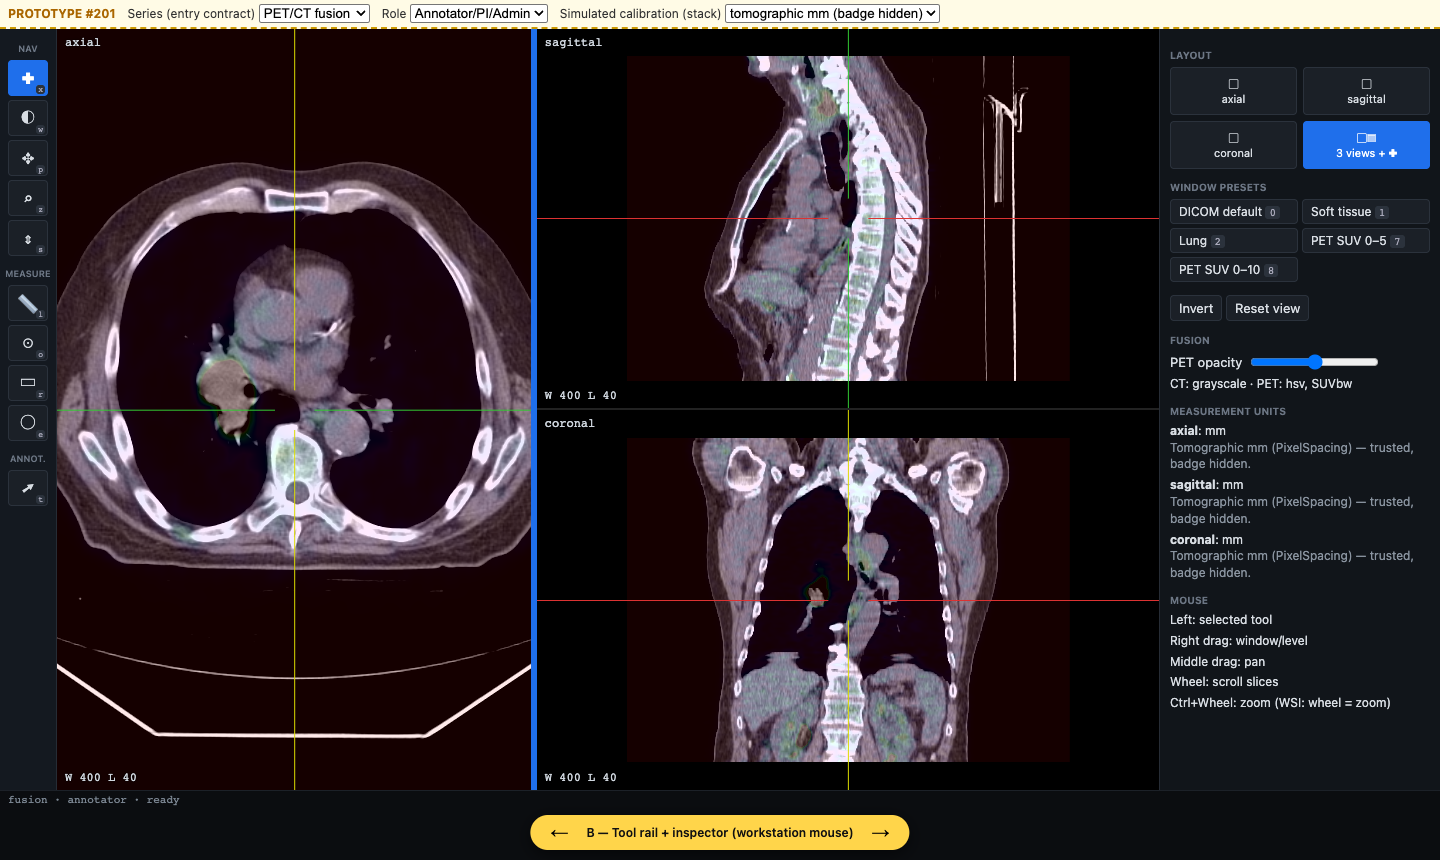 PROTOTYPE #201 Series (entry contract) PET/CT fusion Role Annotator/PI/Admin Simulated calibration (stack) tomographic mm (badge hidden)
NAV
x
w
p
z
s
MEASURE
l
o
r
e
ANNOT.
t
axial
W 400 L 40
sagittal
W 400 L 40
coronal
W 400 L 40
LAYOUT
axial
sagittal
coronal
3 views +
WINDOW PRESETS
DICOM default 0
Soft tissue 1
Lung 2
PET SUV 0–5 7
PET SUV 0–10 8
Invert
Reset view
FUSION
PET opacity
CT: grayscale · PET: hsv, SUVbw
MEASUREMENT UNITS
axial: mm
Tomographic mm (PixelSpacing) — trusted,
badge hidden.
sagittal: mm
Tomographic mm (PixelSpacing) — trusted,
badge hidden.
coronal: mm
Tomographic mm (PixelSpacing) — trusted,
badge hidden.
MOUSE
Left: selected tool
Right drag: window/level
Middle drag: pan
Wheel: scroll slices
Ctrl+Wheel: zoom (WSI: wheel = zoom)
fusion · annotator · ready
← B — Tool rail + inspector (workstation mouse) →